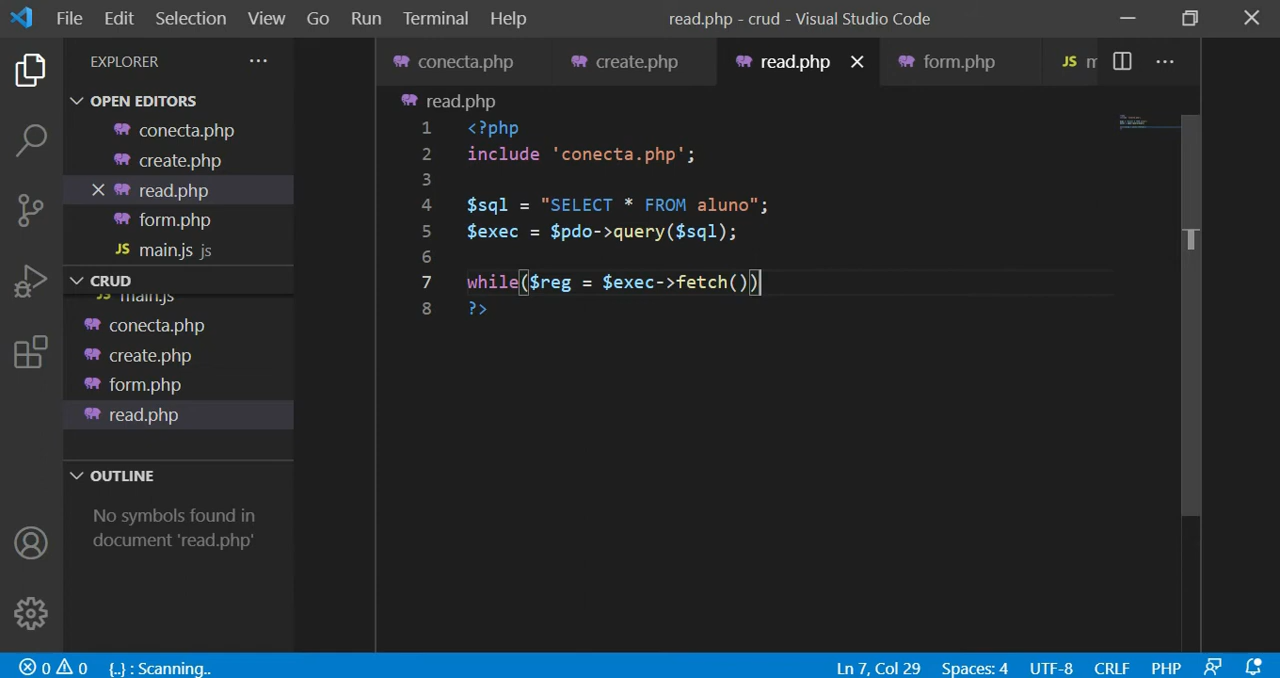 File Edit Selection View Go Run Terminal Help read.php - crud - Visual Studio Code
EXPLORER
OPEN EDITORS
conecta.php
create.php
read.php
form.php
main.js js
CRUD
main.js
conecta.php
create.php
form.php
read.php
OUTLINE
No symbols found in
document 'read.php'
conecta.php create.php read.php form.php JS m
read.php
1 <?php
2 include 'conecta.php';
3
4 $sql = "SELECT * FROM aluno";
5 $exec = $pdo->query($sql);
6
7 while($reg = $exec->fetch())
8 ?>
0 0 {..} : Scanning.. Ln 7, Col 29 Spaces: 4 UTF-8 CRLF PHP